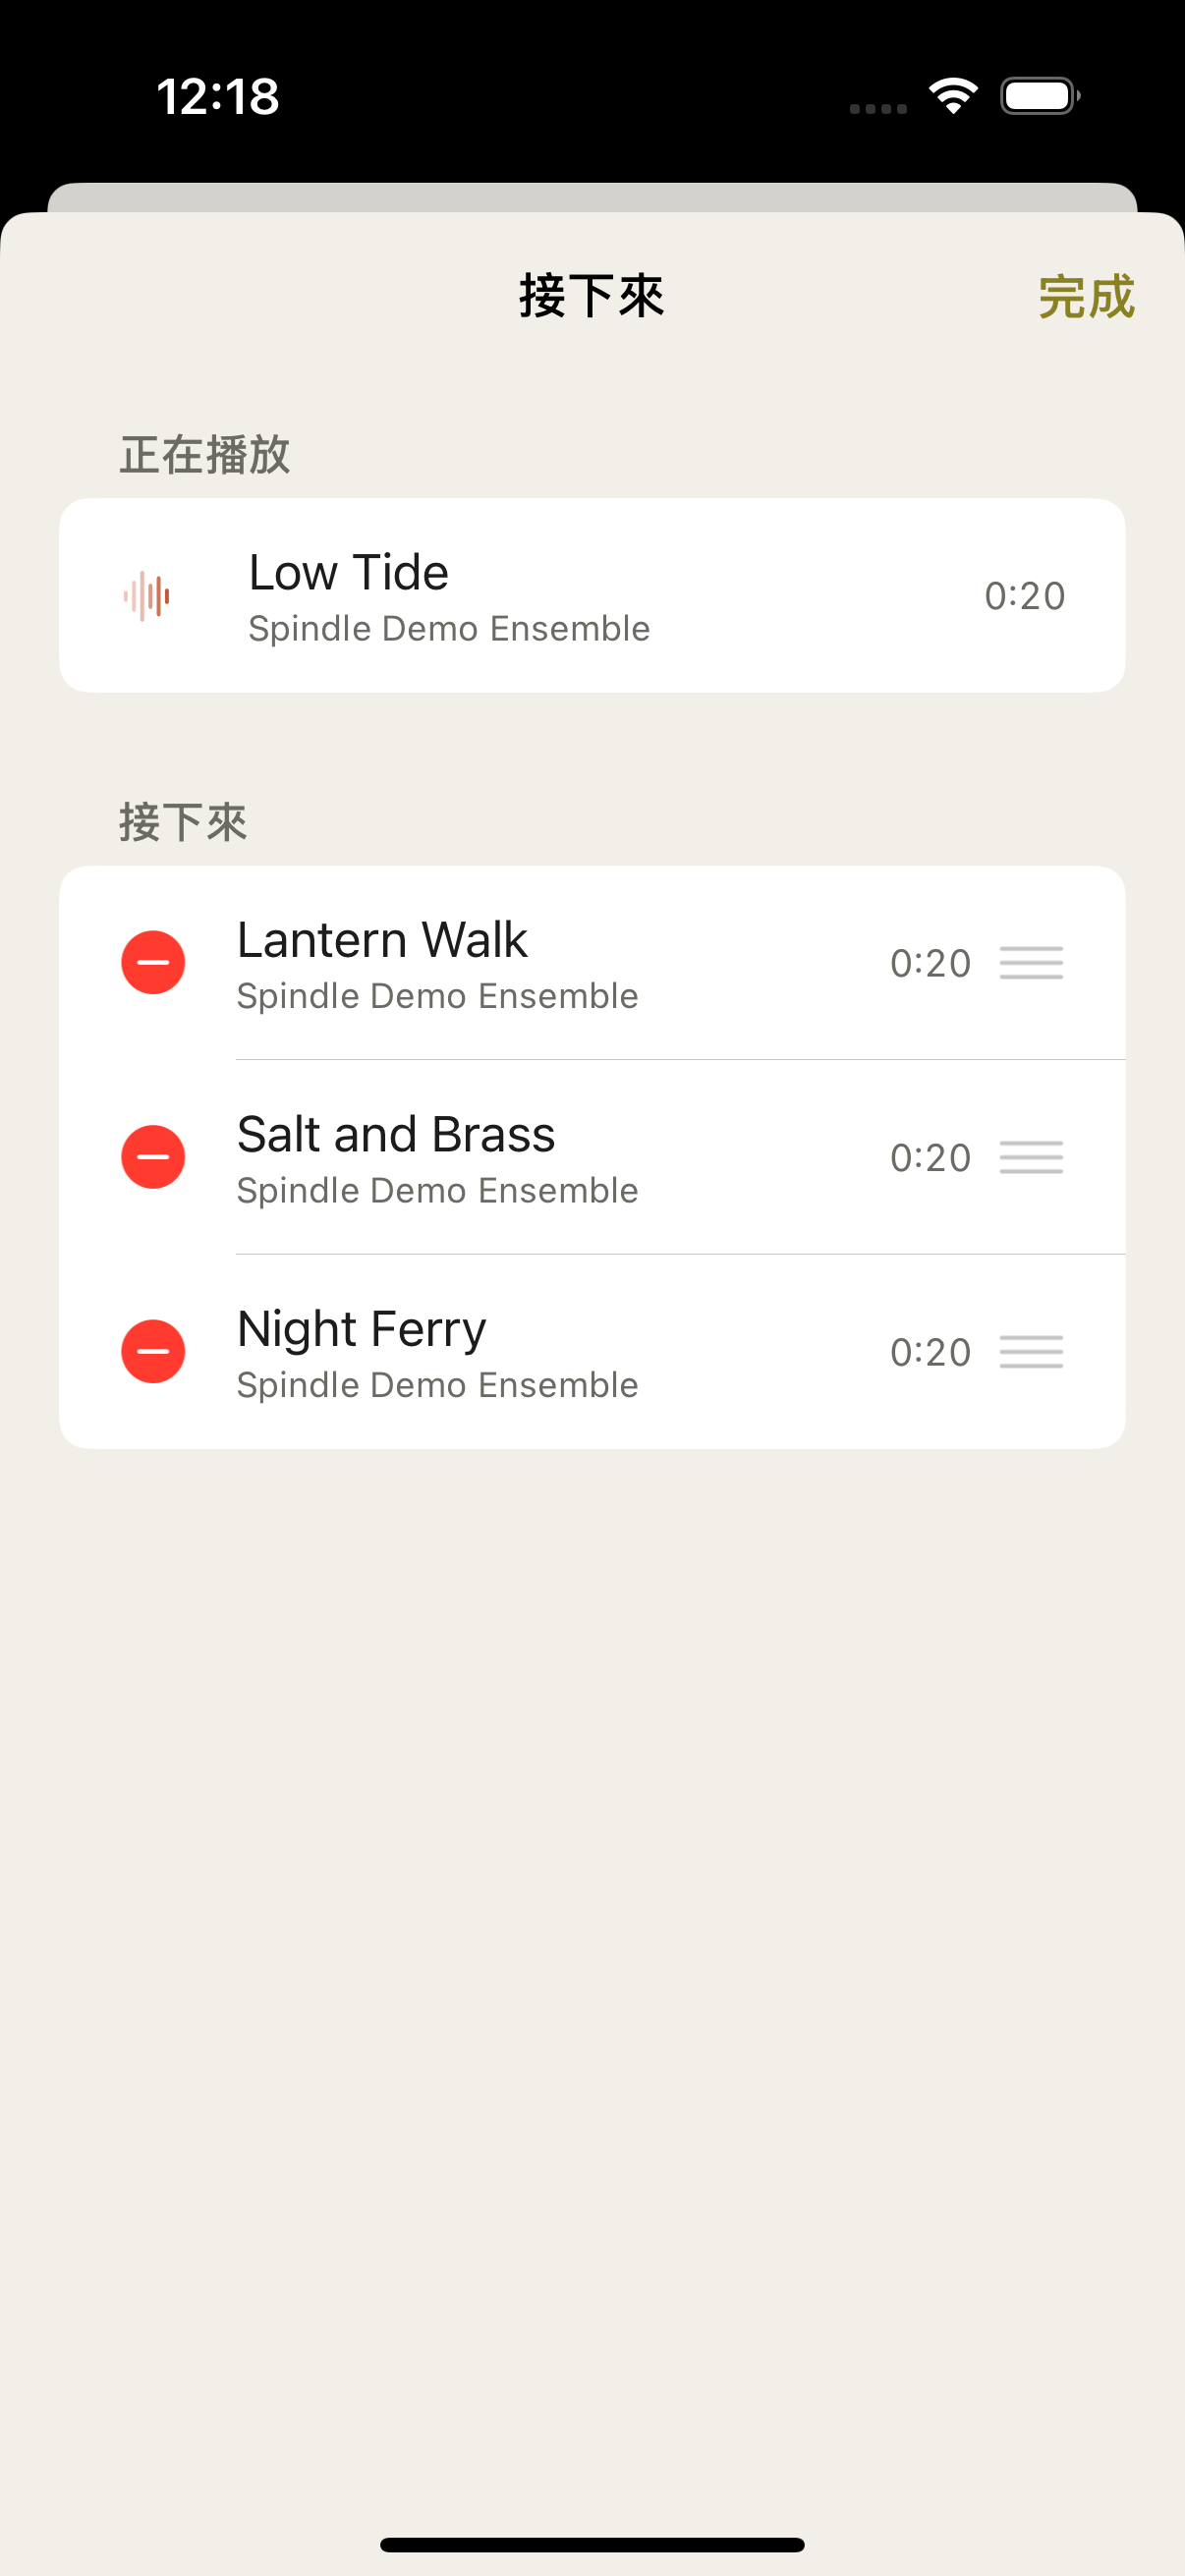 12:18
接下來
完成
正在播放
Low Tide
Spindle Demo Ensemble
0:20
接下來
Lantern Walk
Spindle Demo Ensemble
0:20
Salt and Brass
Spindle Demo Ensemble
0:20
Night Ferry
Spindle Demo Ensemble
0:20